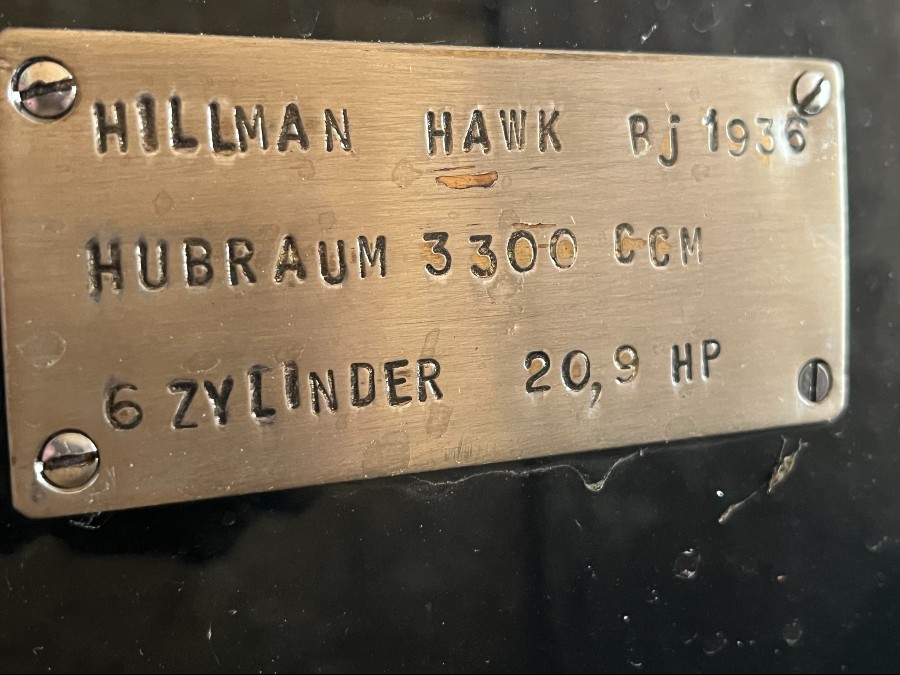 HILLMAN HAWK Bj 1936
HUBRAUM 3300 CCM
6 ZYLINDER 20,9 HP